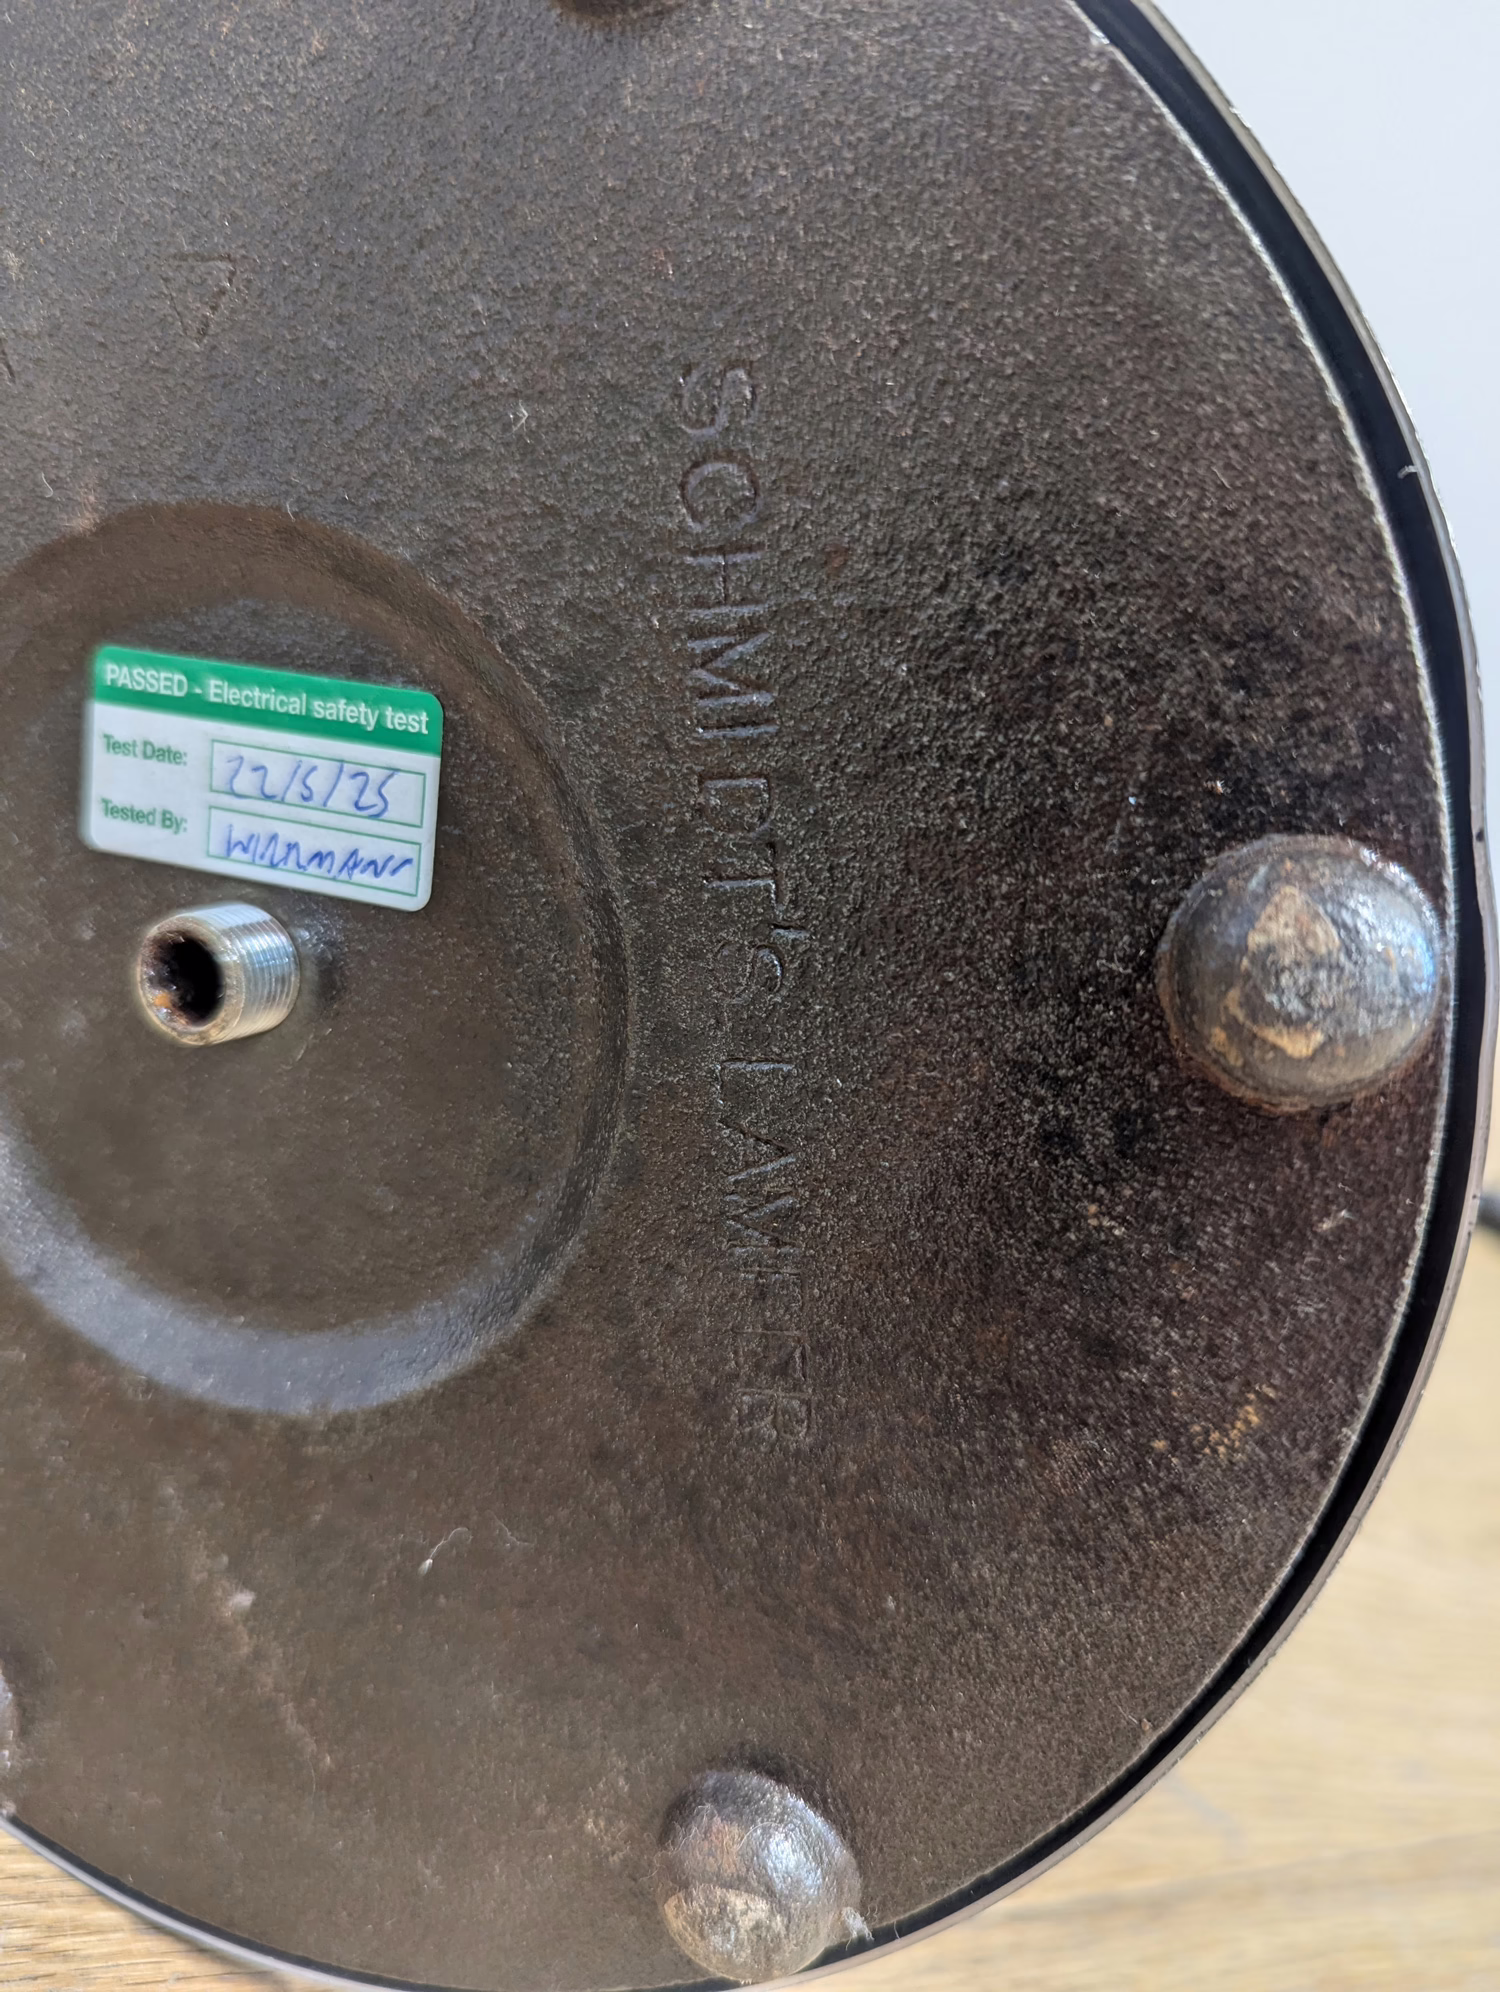 PASSED - Electrical safety test
Test Date: 22/5/25
Tested By:
SCHMIDT'S LAMPER